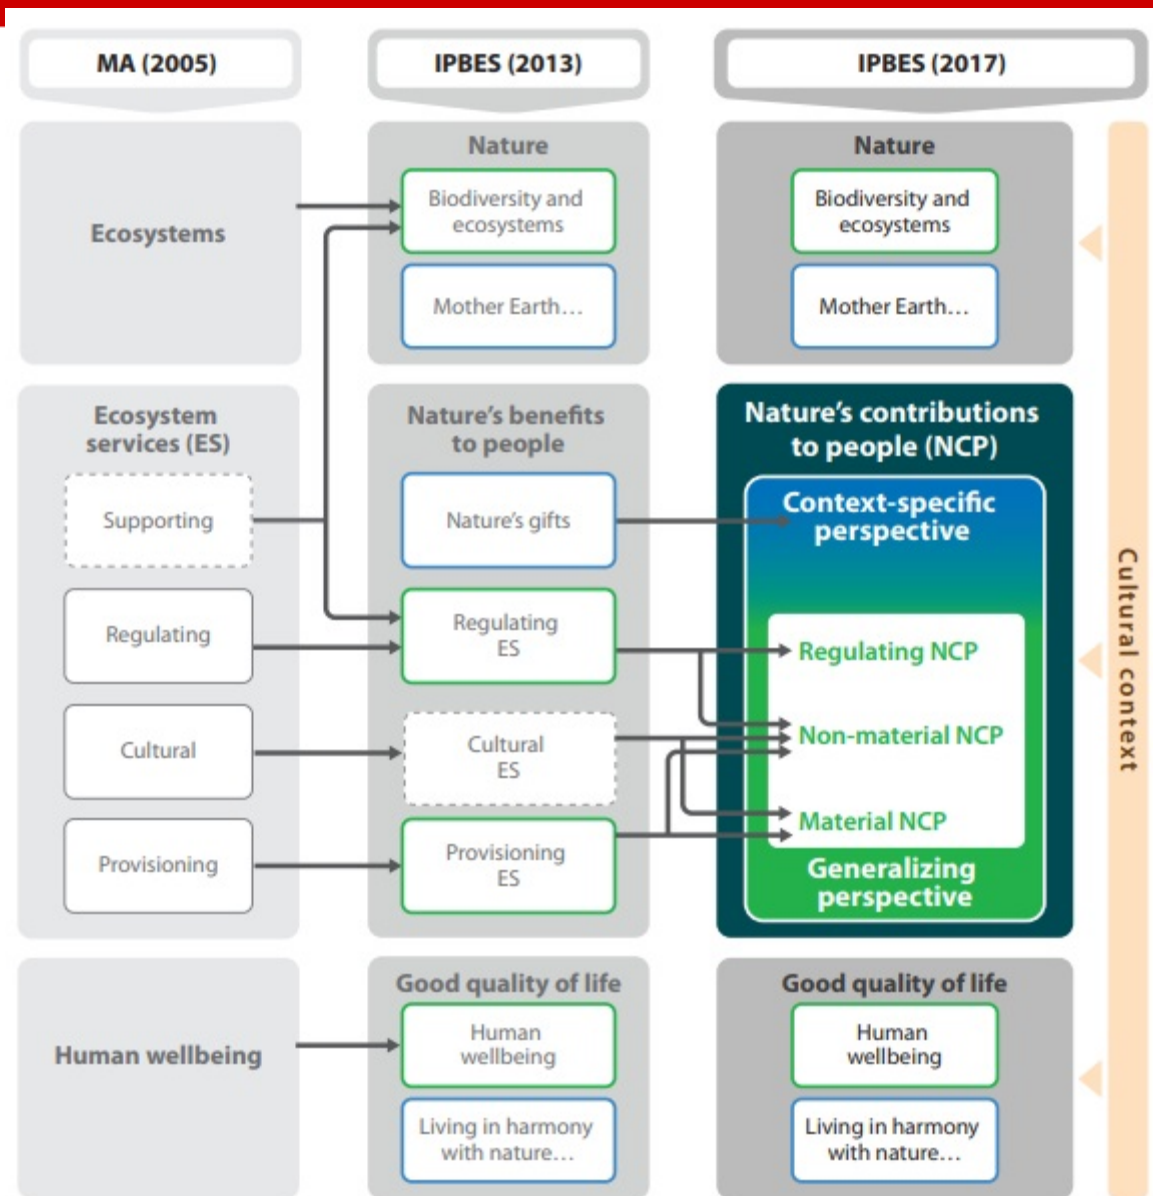 MA (2005)
IPBES (2013)
IPBES (2017)
Ecosystems
Nature
Biodiversity and
ecosystems
Mother Earth…
Nature
Biodiversity and
ecosystems
Mother Earth…
Ecosystem
services (ES)
Supporting
Regulating
Cultural
Provisioning
Nature’s benefits
to people
Nature’s gifts
Regulating
ES
Cultural
ES
Provisioning
ES
Nature’s contributions
to people (NCP)
Context-specific
perspective
Regulating NCP
Non-material NCP
Material NCP
Generalizing
perspective
Human wellbeing
Good quality of life
Human
wellbeing
Living in harmony
with nature…
Good quality of life
Human
wellbeing
Living in harmony
with nature…
Cultural context